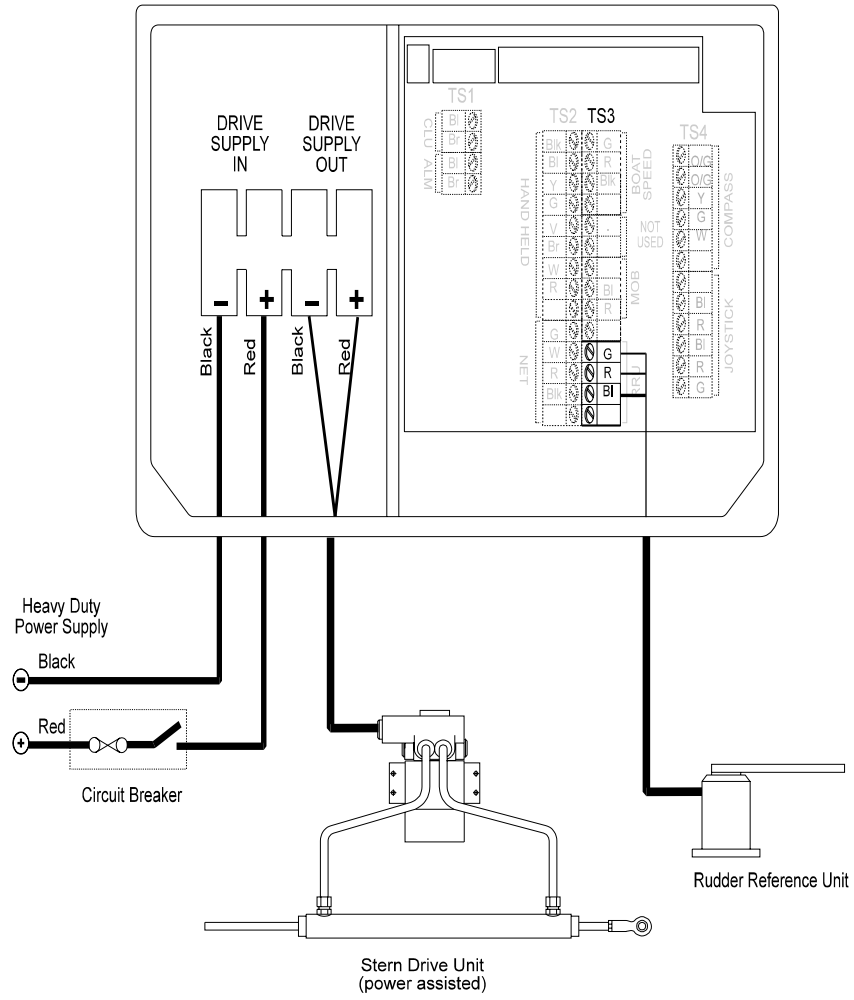 DRIVE
SUPPLY
IN
DRIVE
SUPPLY
OUT
−
+
−
+
Black
Red
Black
Red
TS1
CLU
ALM
Bl
Br
Bl
Br
TS2
HAND HELD
NET
Blk
Bl
Y
G
V
Br
W
R
G
W
R
Blk
TS3
G
R
Blk
-
Bl
R
G
R
Bl
BOAT
SPEED
NOT
USED
MOB
RRU
TS4
O/G
O/G
Y
G
W
Bl
R
Bl
R
G
COMPASS
JOYSTICK
Heavy Duty
Power Supply
− Black
+ Red
Circuit Breaker
Rudder Reference Unit
Stern Drive Unit
(power assisted)